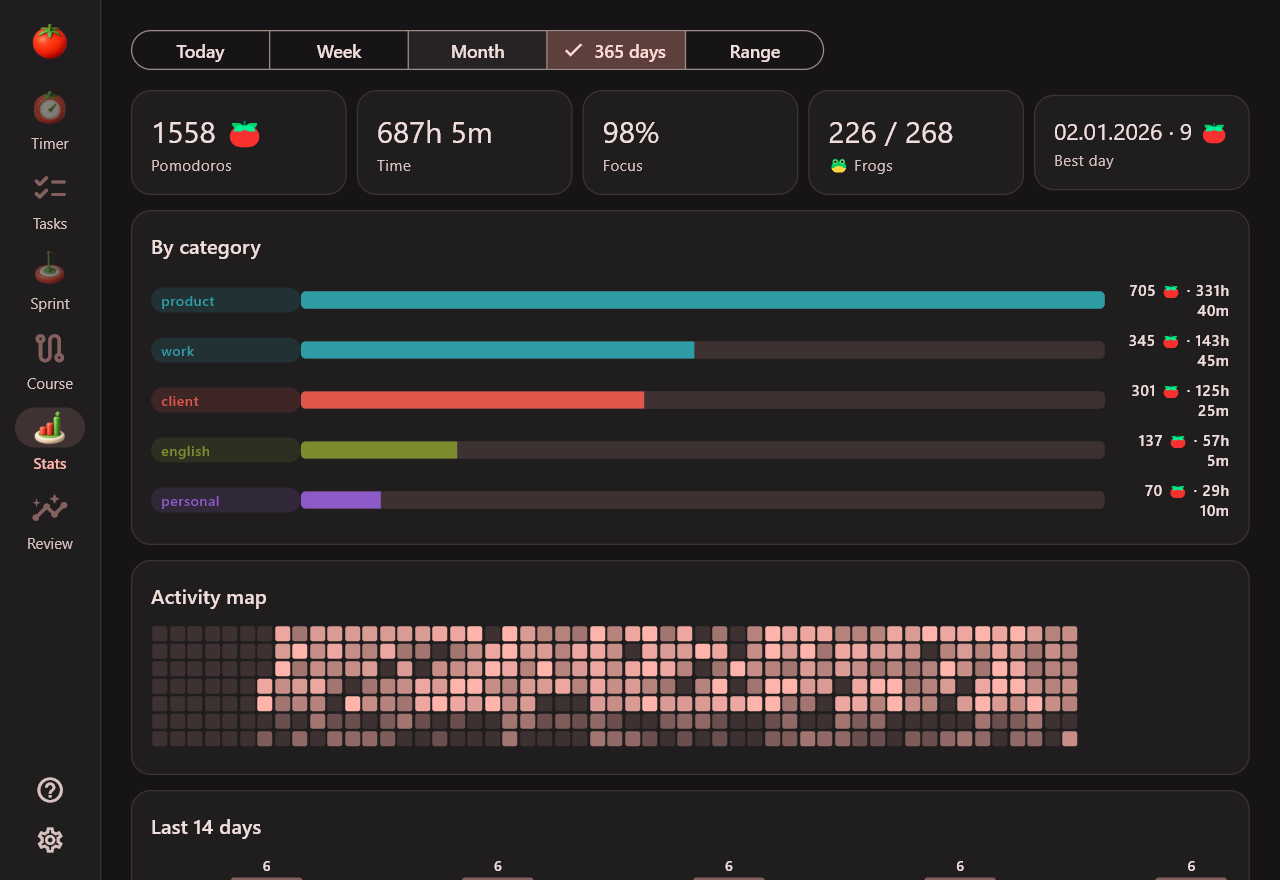 Today
Week
Month
365 days
Range
Timer
Tasks
Sprint
Course
Stats
Review
1558
Pomodoros
687h 5m
Time
98%
Focus
226 / 268
Frogs
02.01.2026 · 9
Best day
By category
product
705 · 331h
40m
work
345 · 143h
45m
client
301 · 125h
25m
english
137 · 57h
5m
personal
70 · 29h
10m
Activity map
Last 14 days
6
6
6
6
6